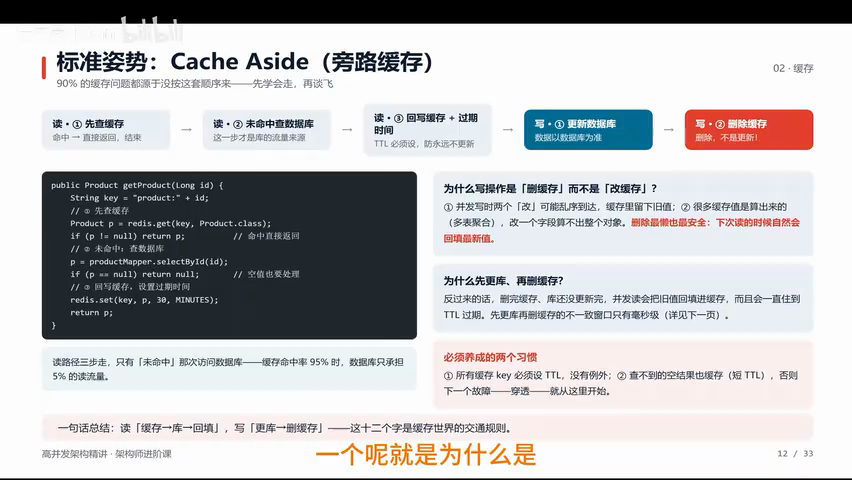 bilibili
标准姿势：Cache Aside（旁路缓存）
90% 的缓存问题都源于没按这套顺序来——先学会走，再谈飞
02 · 缓存
读 · ① 先查缓存
命中 → 直接返回，结束
→
读 · ② 未命中查数据库
这一步才是库的流量来源
→
读 · ③ 回写缓存 + 过期
时间
TTL 必须设，防永远不更新
→
写 · ① 更新数据库
数据以数据库为准
→
写 · ② 删除缓存
删除，不是更新！
public Product getProduct(Long id) {
String key = "product:" + id;
// ① 先查缓存
Product p = redis.get(key, Product.class);
if (p != null) return p; // 命中直接返回
// ② 未命中：查数据库
p = productMapper.selectById(id);
if (p == null) return null; // 空值也要处理
// ③ 回写缓存，设置过期时间
redis.set(key, p, 30, MINUTES);
return p;
}
读路径三步走，只有「未命中」那次访问数据库——缓存命中率 95% 时，数据库只承担
5% 的读流量。
为什么写操作是「删缓存」而不是「改缓存」？
① 并发写时两个「改」可能乱序到达，缓存里留下旧值；② 很多缓存值是算出来的
（多表聚合），改一个字段算不出整个对象。删除最懒也最安全：下次读的时候自然会
回填最新值。
为什么先更库、再删缓存？
反过来的话，删完缓存、库还没更新完，并发读会把旧值回填进缓存，而且会一直住到
TTL 过期。先更库再删缓存的不一致窗口只有毫秒级（详见下一页）。
必须养成的两个习惯
① 所有缓存 key 必须设 TTL，没有例外；② 查不到的空结果也缓存（短 TTL），否则
下一个故障——穿透——就从这里开始。
一句话总结：读「缓存→库→回填」，写「更库→删缓存」——这十二个字是缓存世界的交通规则。
高并发架构精讲 · 架构师进阶课
12 / 33
一个呢就是为什么是